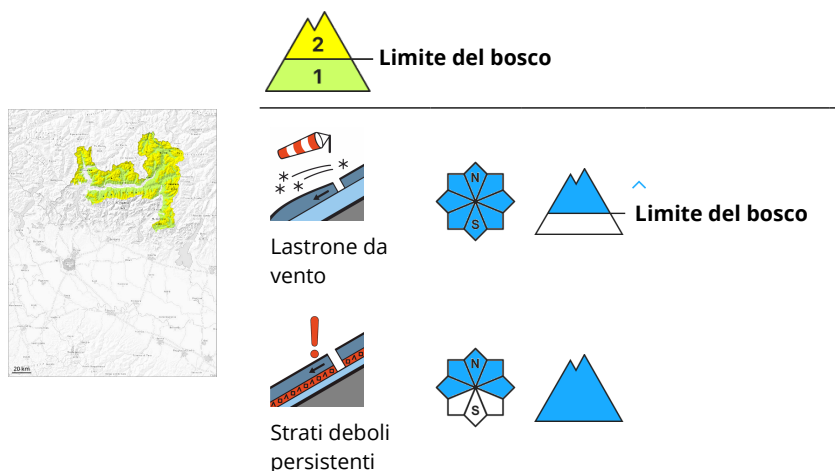 2
Limite del bosco
1
N
S
Limite del bosco
Lastrone da
vento
N
S
Strati deboli
persistenti
20 km